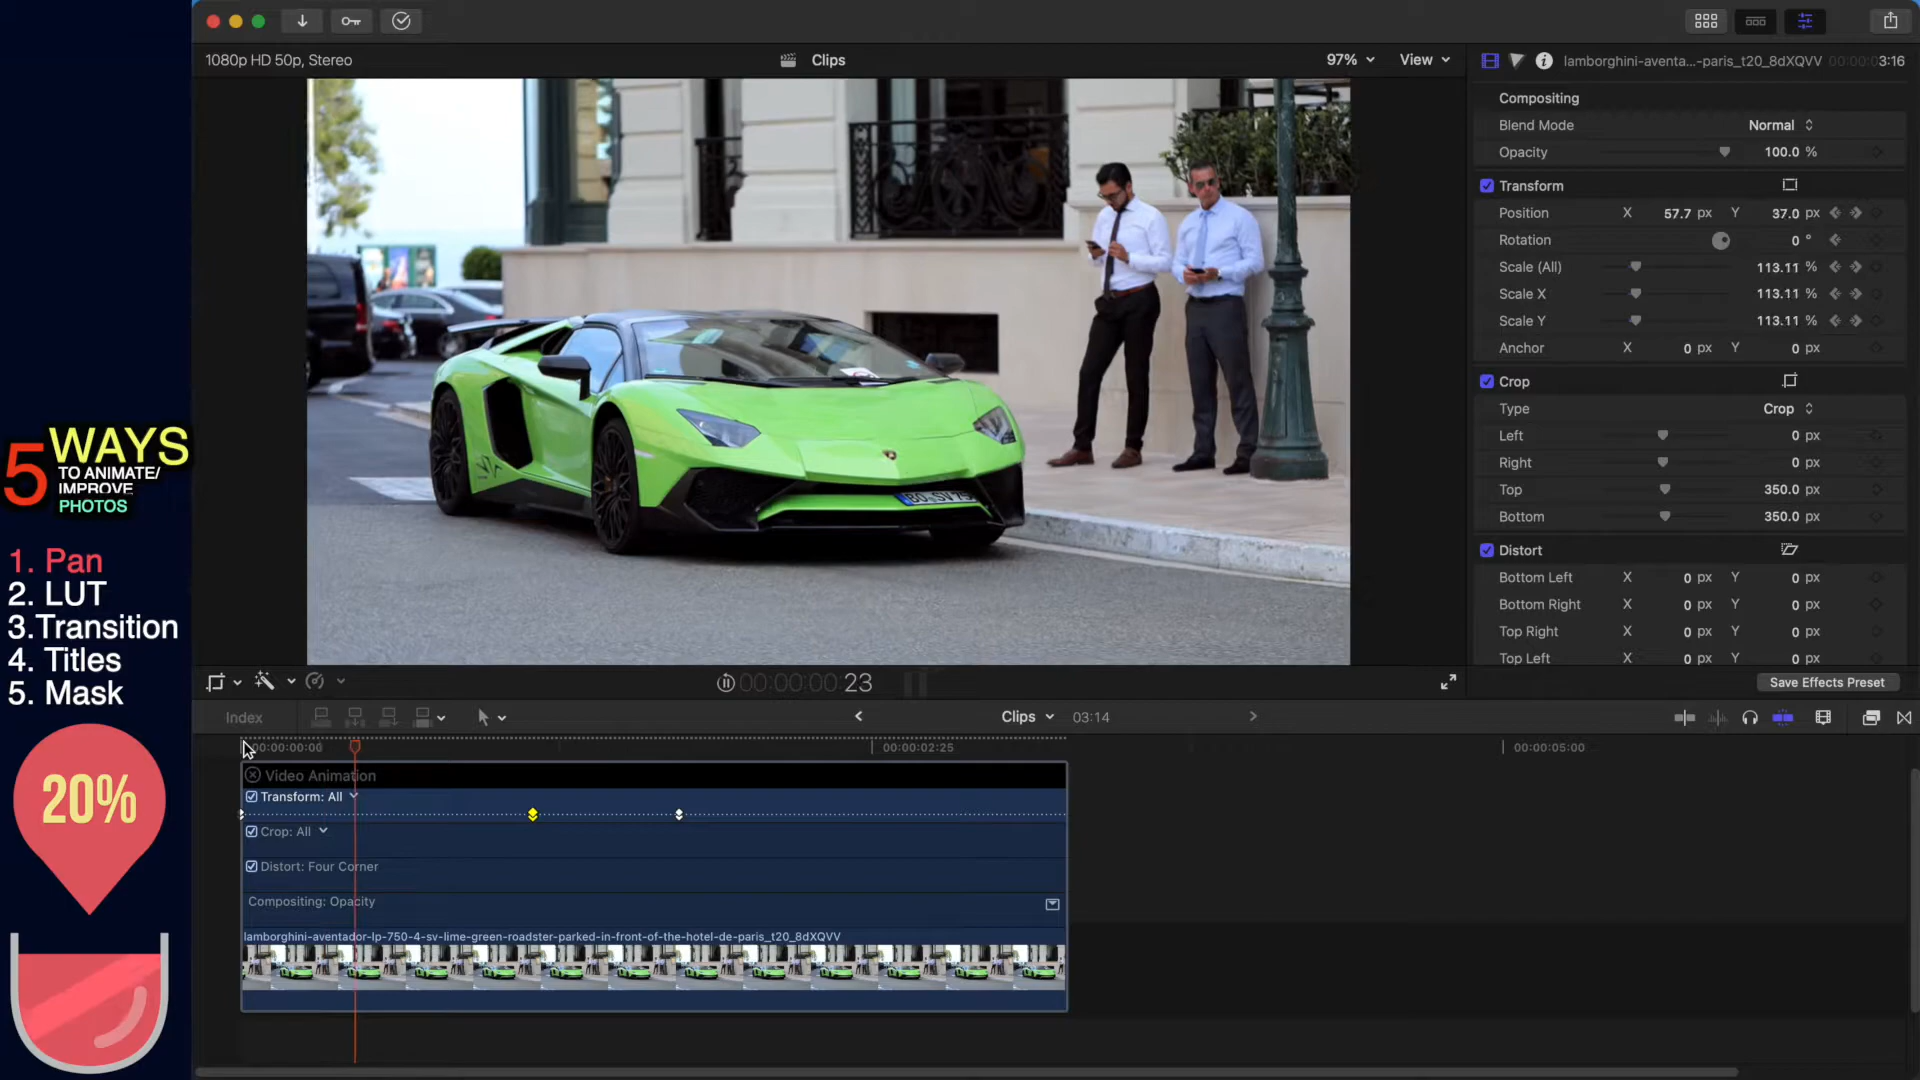 1080p HD 50p, Stereo
Clips
97%
View
lamborghini-aventa...-paris_t20_8dXQVV
00:00:03:16
Compositing
Blend Mode
Normal
Opacity
100.0 %
Transform
Position X 57.7 px Y 37.0 px
Rotation 0 °
Scale (All) 113.11 %
Scale X 113.11 %
Scale Y 113.11 %
Anchor X 0 px Y 0 px
Crop
Type Crop
Left 0 px
Right 0 px
Top 350.0 px
Bottom 350.0 px
Distort
Bottom Left X 0 px Y 0 px
Bottom Right X 0 px Y 0 px
Top Right X 0 px Y 0 px
Top Left X 0 px Y 0 px
Save Effects Preset
5 WAYS
TO ANIMATE/
IMPROVE
PHOTOS
1. Pan
2. LUT
3.Transition
4. Titles
5. Mask
20%
00:00:00:23
Index
Clips
03:14
00:00:00:00
00:00:02:25
00:00:05:00
Video Animation
Transform: All
Crop: All
Distort: Four Corner
Compositing: Opacity
lamborghini-aventador-lp-750-4-sv-lime-green-roadster-parked-in-front-of-the-hotel-de-paris_t20_8dXQVV